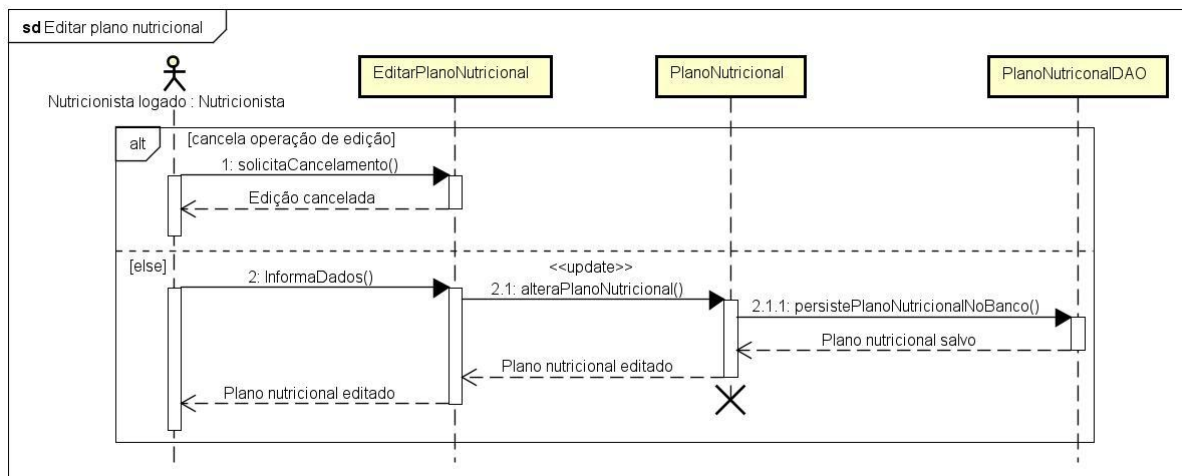 sd Editar plano nutricional
EditarPlanoNutricional
PlanoNutricional
PlanoNutriconalDAO
Nutricionista logado : Nutricionista
alt
[cancela operação de edição]
1: solicitaCancelamento()
Edição cancelada
[else]
2: InformaDados()
<<update>>
2.1: alteraPlanoNutricional()
2.1.1: persistePlanoNutricionalNoBanco()
Plano nutricional salvo
Plano nutricional editado
Plano nutricional editado